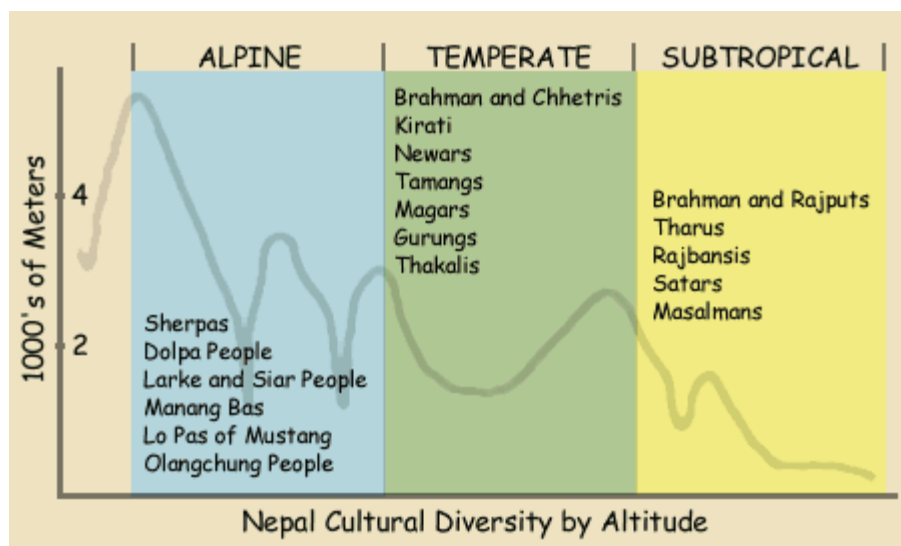 ALPINE
TEMPERATE
SUBTROPICAL
1000's of Meters
4
2
Sherpas
Dolpa People
Larke and Siar People
Manang Bas
Lo Pas of Mustang
Olangchung People
Brahman and Chhetris
Kirati
Newars
Tamangs
Magars
Gurungs
Thakalis
Brahman and Rajputs
Tharus
Rajbansis
Satars
Masalmans
Nepal Cultural Diversity by Altitude